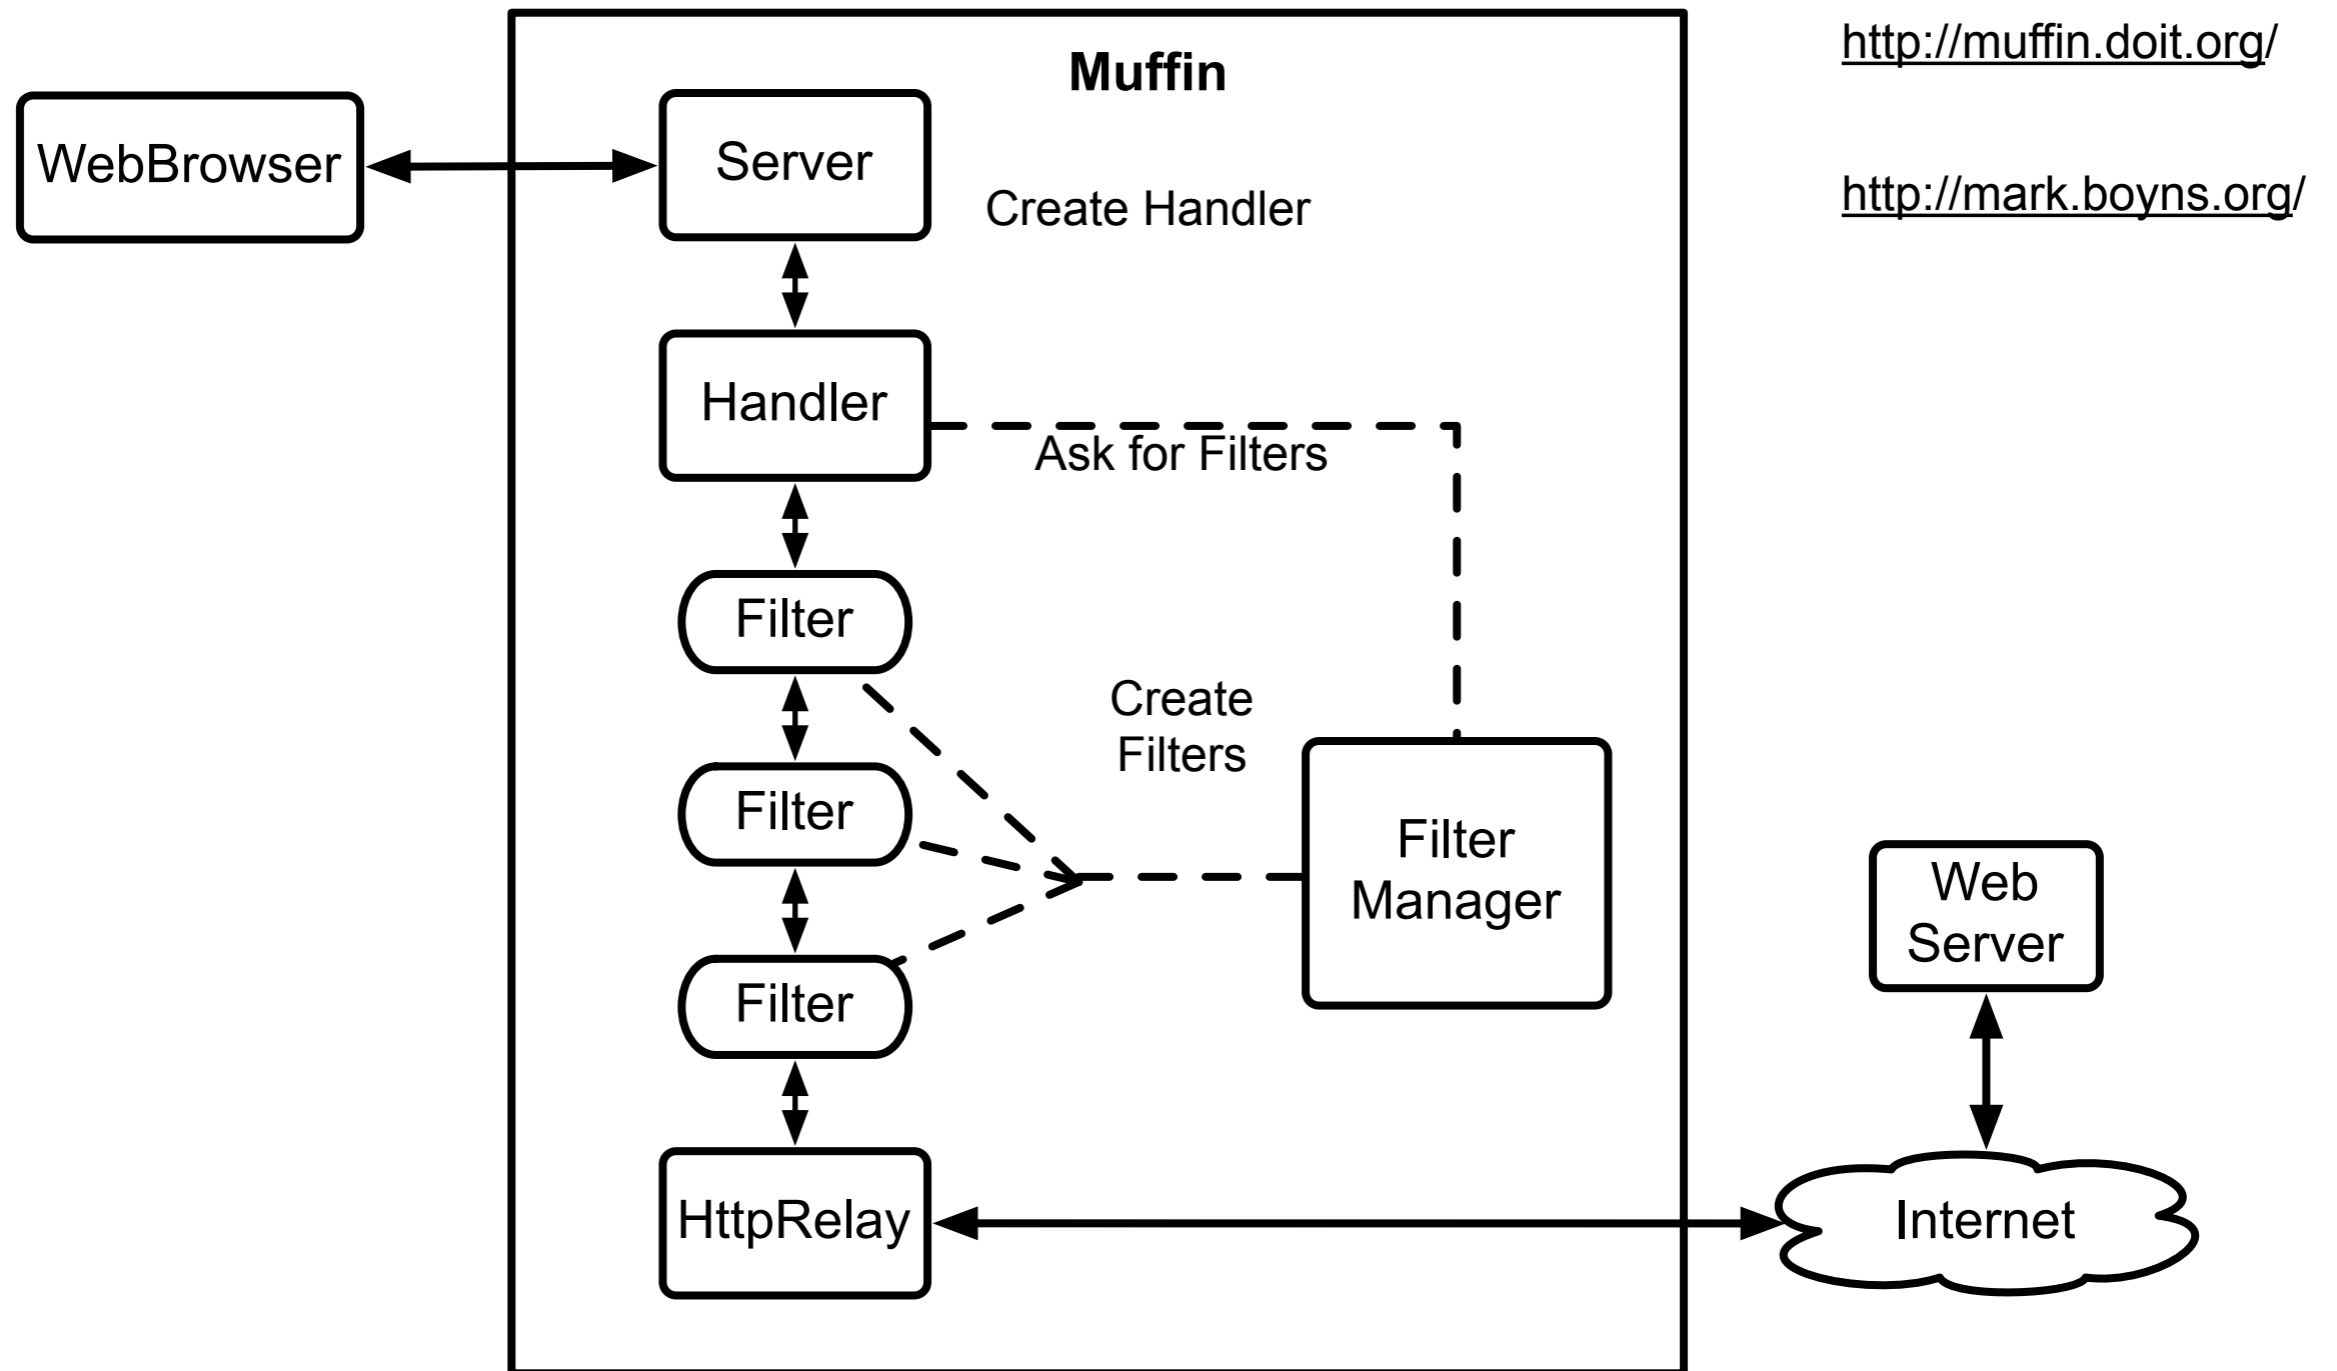 Muffin
http://muffin.doit.org/
http://mark.boyns.org/
WebBrowser
Server
Create Handler
Handler
Ask for Filters
Filter
Create
Filters
Filter
Filter
Manager
Filter
Web
Server
HttpRelay
Internet